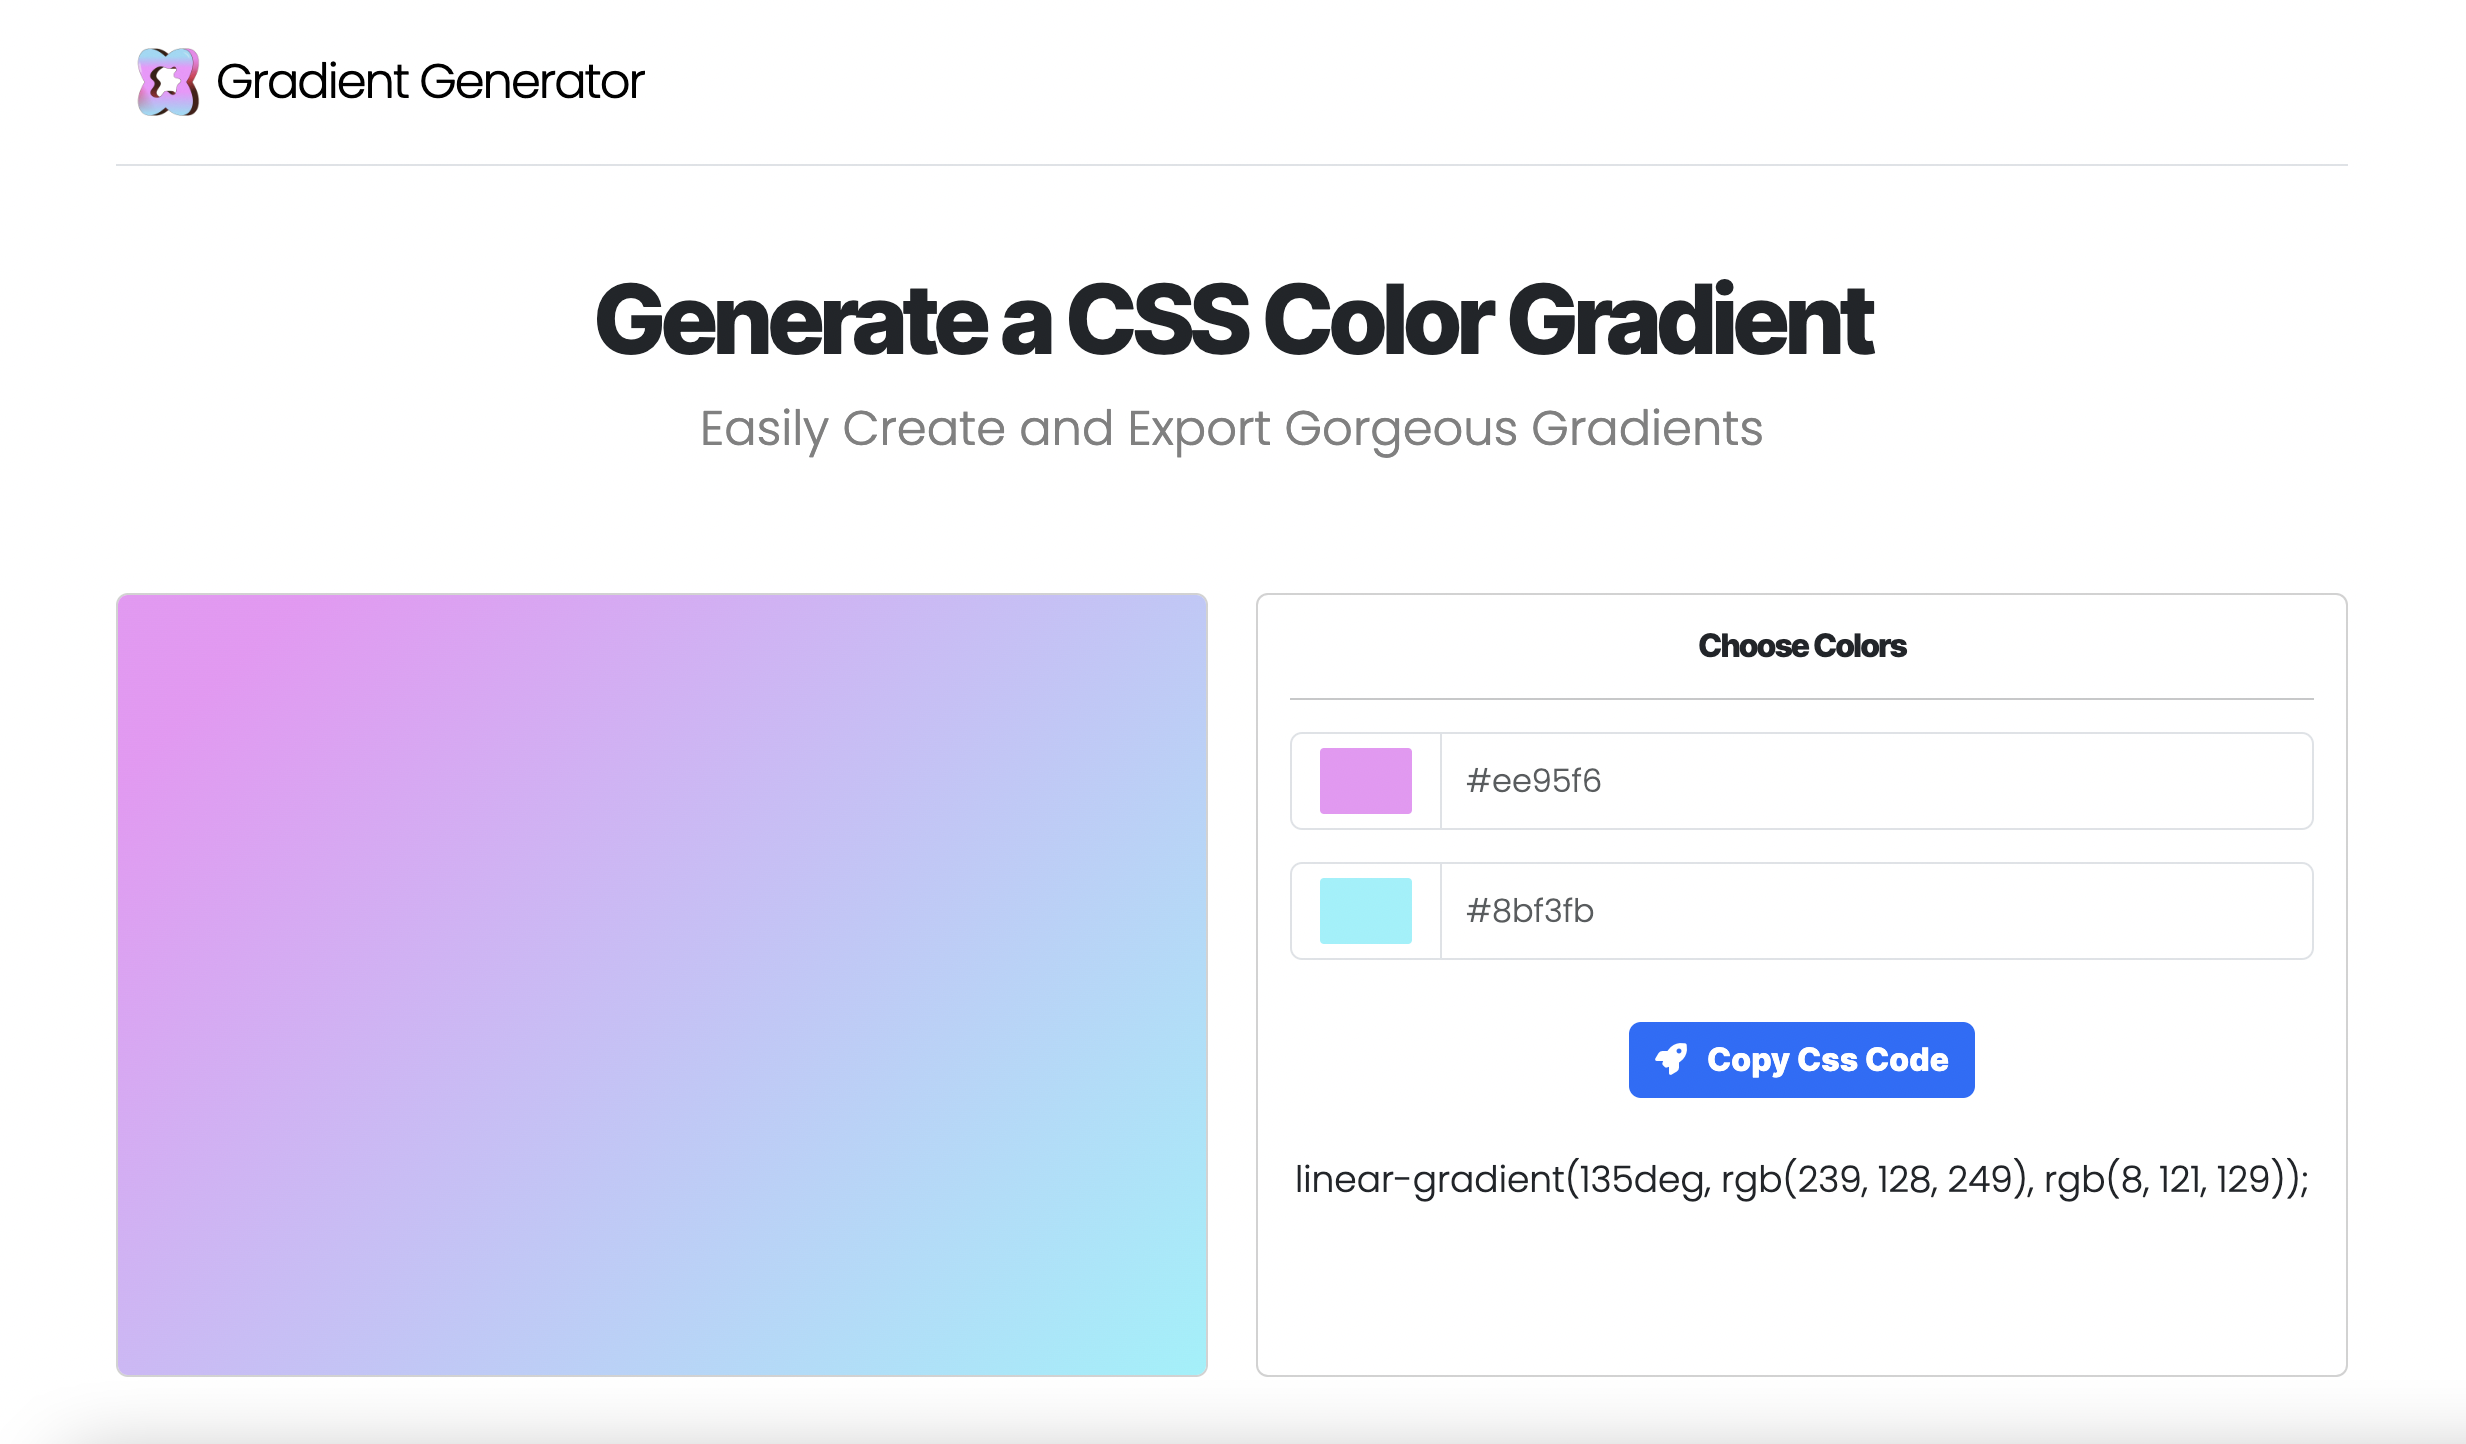 Gradient Generator
Generate a CSS Color Gradient
Easily Create and Export Gorgeous Gradients
Choose Colors
#ee95f6
#8bf3fb
Copy Css Code
linear-gradient(135deg, rgb(239, 128, 249), rgb(8, 121, 129));